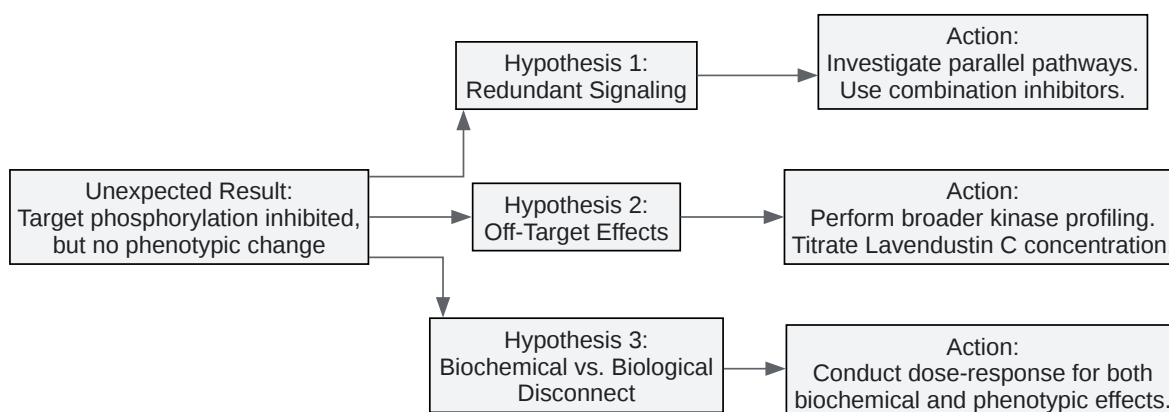 Unexpected Result:
Target phosphorylation inhibited,
but no phenotypic change
Hypothesis 1:
Redundant Signaling
Action:
Investigate parallel pathways.
Use combination inhibitors.
Hypothesis 2:
Off-Target Effects
Action:
Perform broader kinase profiling.
Titrate Lavendustin C concentration.
Hypothesis 3:
Biochemical vs. Biological
Disconnect
Action:
Conduct dose-response for both
biochemical and phenotypic effects.